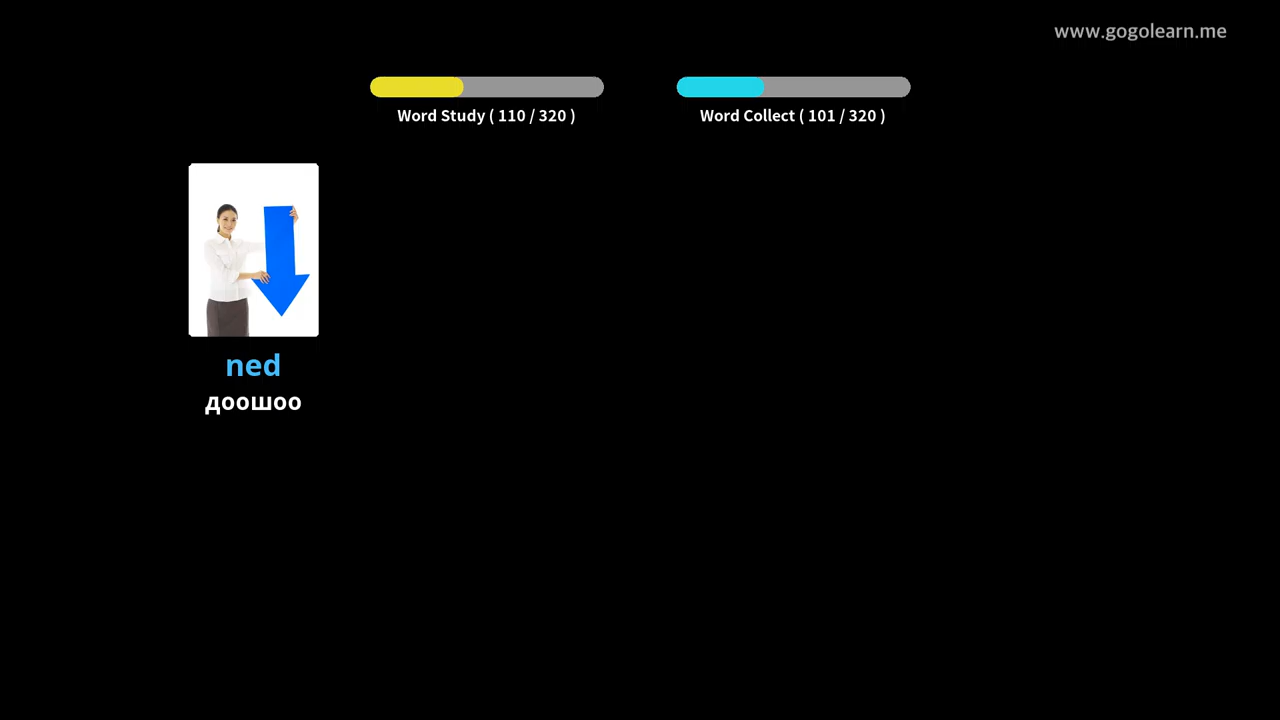 www.gogolearn.me
Word Study ( 110 / 320 )
Word Collect ( 101 / 320 )
ned
доошоо